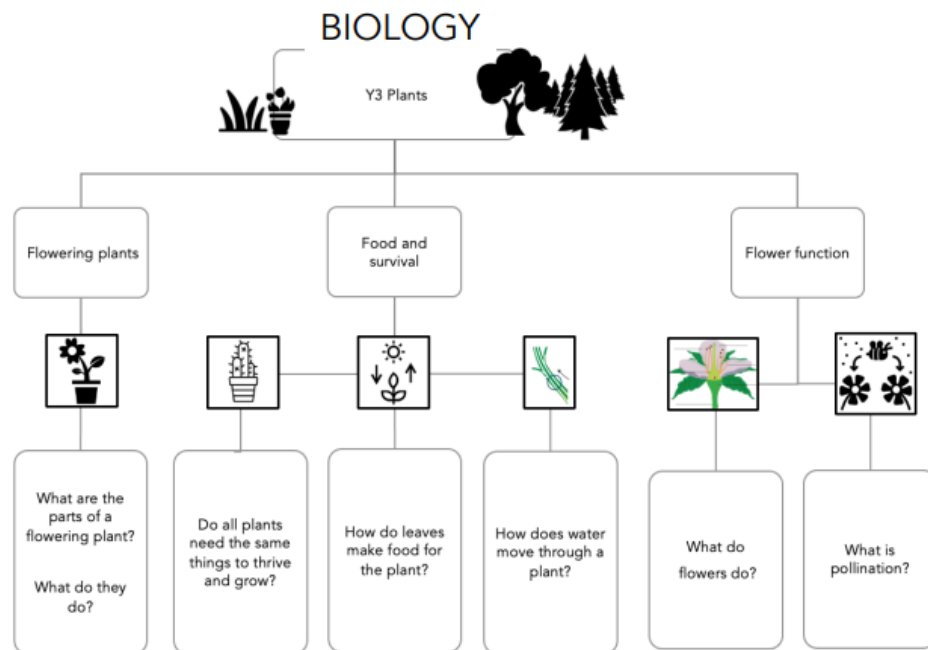 BIOLOGY
Y3 Plants
Flowering plants
Food and
survival
Flower function
What are the
parts of a
flowering plant?
What do they
do?
Do all plants
need the same
things to thrive
and grow?
How do leaves
make food for
the plant?
How does water
move through a
plant?
What do
flowers do?
What is
pollination?